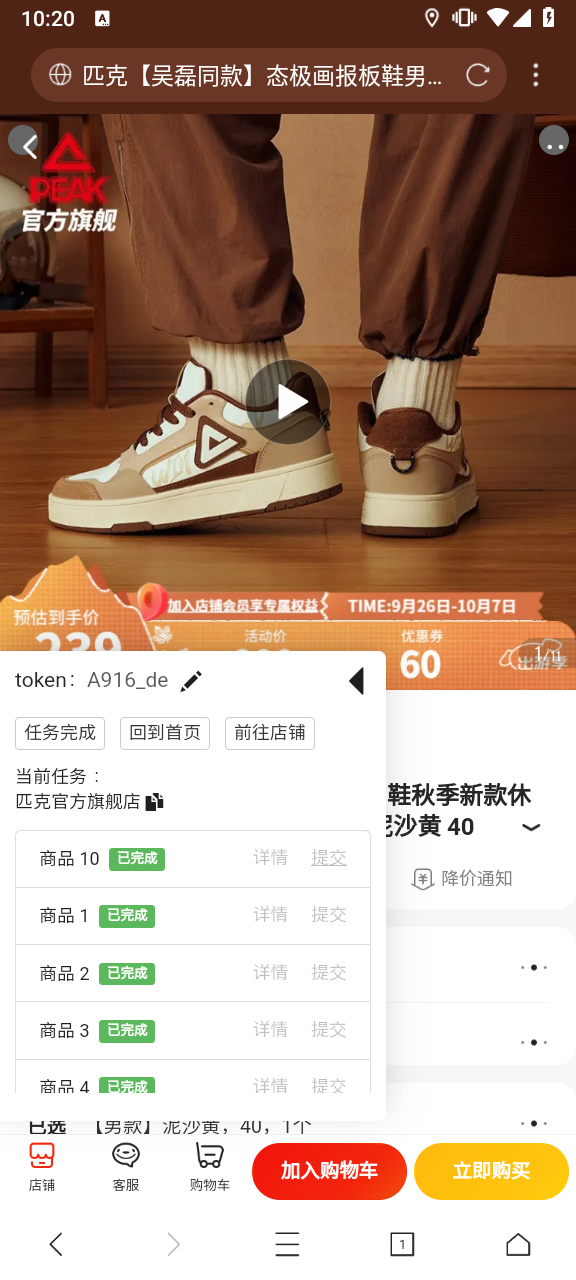 10:20
匹克【吴磊同款】态极画报板鞋男...
PEAK
官方旗舰
加入店铺会员享专属权益
TIME:9月26日-10月7日
预估到手价
239
活动价
优惠券
60
1/11
token： A916_de
任务完成 回到首页 前往店铺
当前任务：
匹克官方旗舰店
鞋秋季新款休
泥沙黄 40
降价通知
商品 10 已完成 详情 提交
商品 1 已完成 详情 提交
商品 2 已完成 详情 提交
商品 3 已完成 详情 提交
商品 4 已完成 详情 提交
已选 【男款】泥沙黄，40，1个
店铺 客服 购物车 加入购物车 立即购买
1